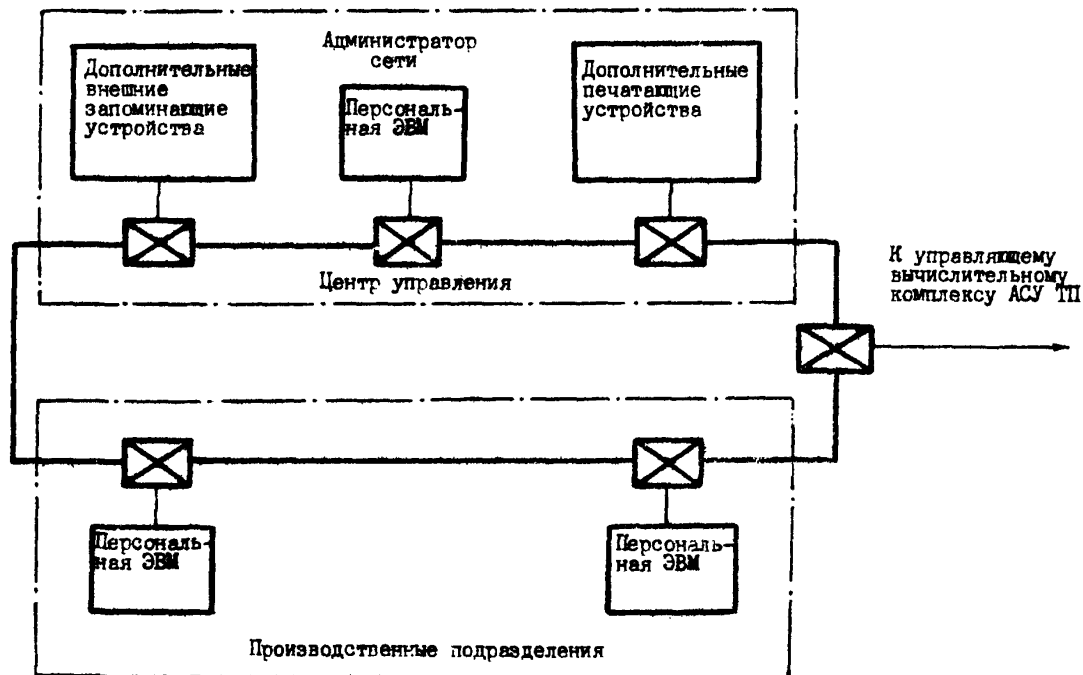 Администратор
сети
Дополнительные
внешние
запоминающие
устройства
Персональ-
ная ЭВМ
Дополнительные
печатающие
устройства
Центр управления
К управляющему
вычислительному
комплексу АСУ ТП
Персональ-
ная ЭВМ
Персональ-
ная ЭВМ
Производственные подразделения